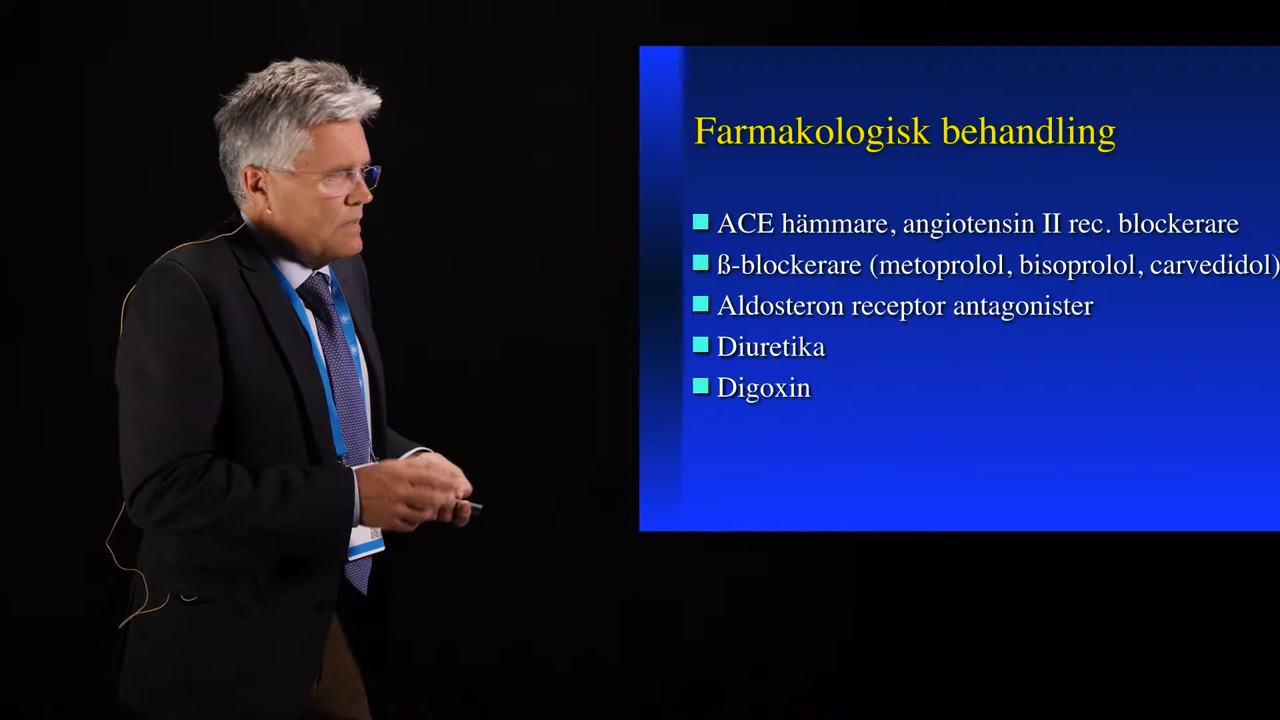 Farmakologisk behandling
ACE hämmare, angiotensin II rec. blockerare
ß-blockerare (metoprolol, bisoprolol, carvedidol)
Aldosteron receptor antagonister
Diuretika
Digoxin